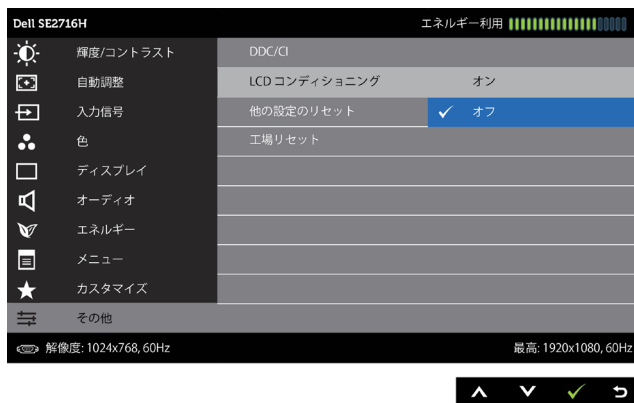 Dell SE2716H エネルギー利用
輝度/コントラスト DDC/CI
自動調整 LCD コンディショニング オン
入力信号 他の設定のリセット オフ
色 工場リセット
ディスプレイ
オーディオ
エネルギー
メニュー
カスタマイズ
その他
解像度: 1024x768, 60Hz 最高: 1920x1080, 60Hz